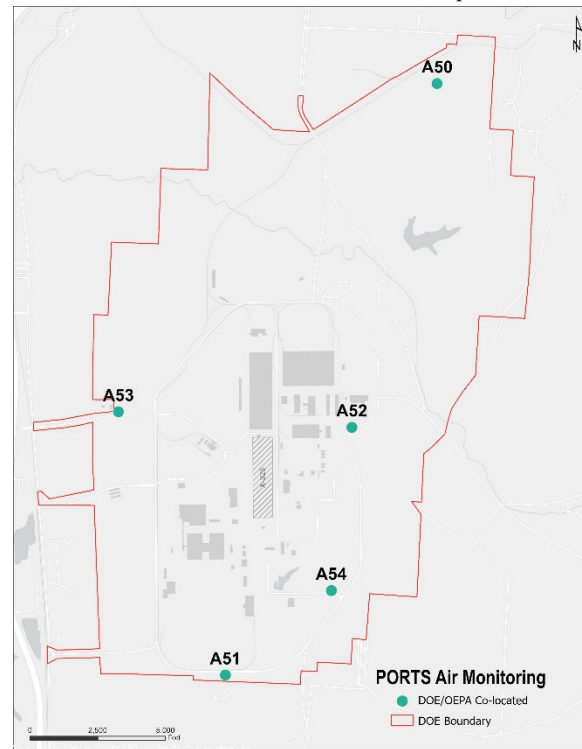 N
A50
A53
A52
X-326
A54
A51
PORTS Air Monitoring
DOE/OEPA Co-located
DOE Boundary
0 2,500 5,000
Feet